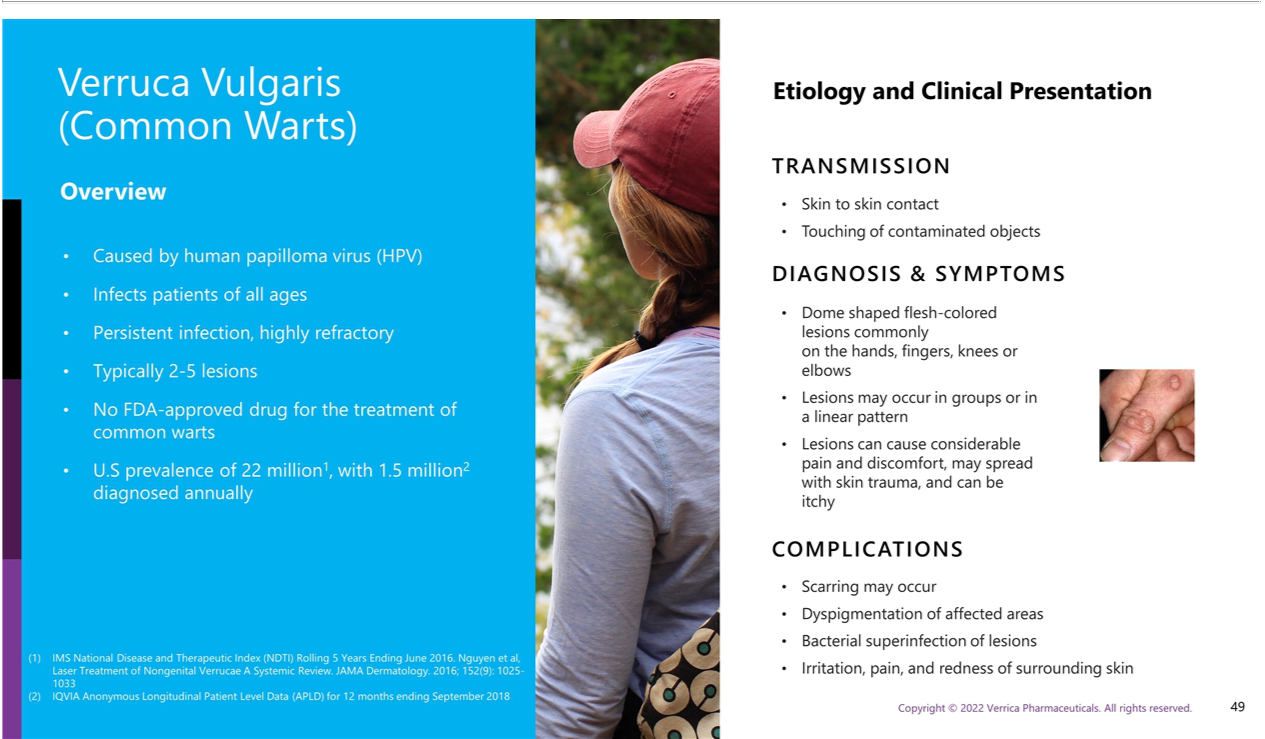 Verruca Vulgaris
(Common Warts)
Overview
• Caused by human papilloma virus (HPV)
• Infects patients of all ages
• Persistent infection, highly refractory
• Typically 2-5 lesions
• No FDA-approved drug for the treatment of
common warts
• U.S prevalence of 22 million¹, with 1.5 million²
diagnosed annually
(1) IMS National Disease and Therapeutic Index (NDTI) Rolling 5 Years Ending June 2016. Nguyen et al,
Laser Treatment of Nongenital Verrucae A Systemic Review. JAMA Dermatology. 2016; 152(9): 1025-
1033
(2) IQVIA Anonymous Longitudinal Patient Level Data (APLD) for 12 months ending September 2018
Etiology and Clinical Presentation
TRANSMISSION
• Skin to skin contact
• Touching of contaminated objects
DIAGNOSIS & SYMPTOMS
• Dome shaped flesh-colored
lesions commonly
on the hands, fingers, knees or
elbows
• Lesions may occur in groups or in
a linear pattern
• Lesions can cause considerable
pain and discomfort, may spread
with skin trauma, and can be
itchy
COMPLICATIONS
• Scarring may occur
• Dyspigmentation of affected areas
• Bacterial superinfection of lesions
• Irritation, pain, and redness of surrounding skin
Copyright © 2022 Verrica Pharmaceuticals. All rights reserved. 49